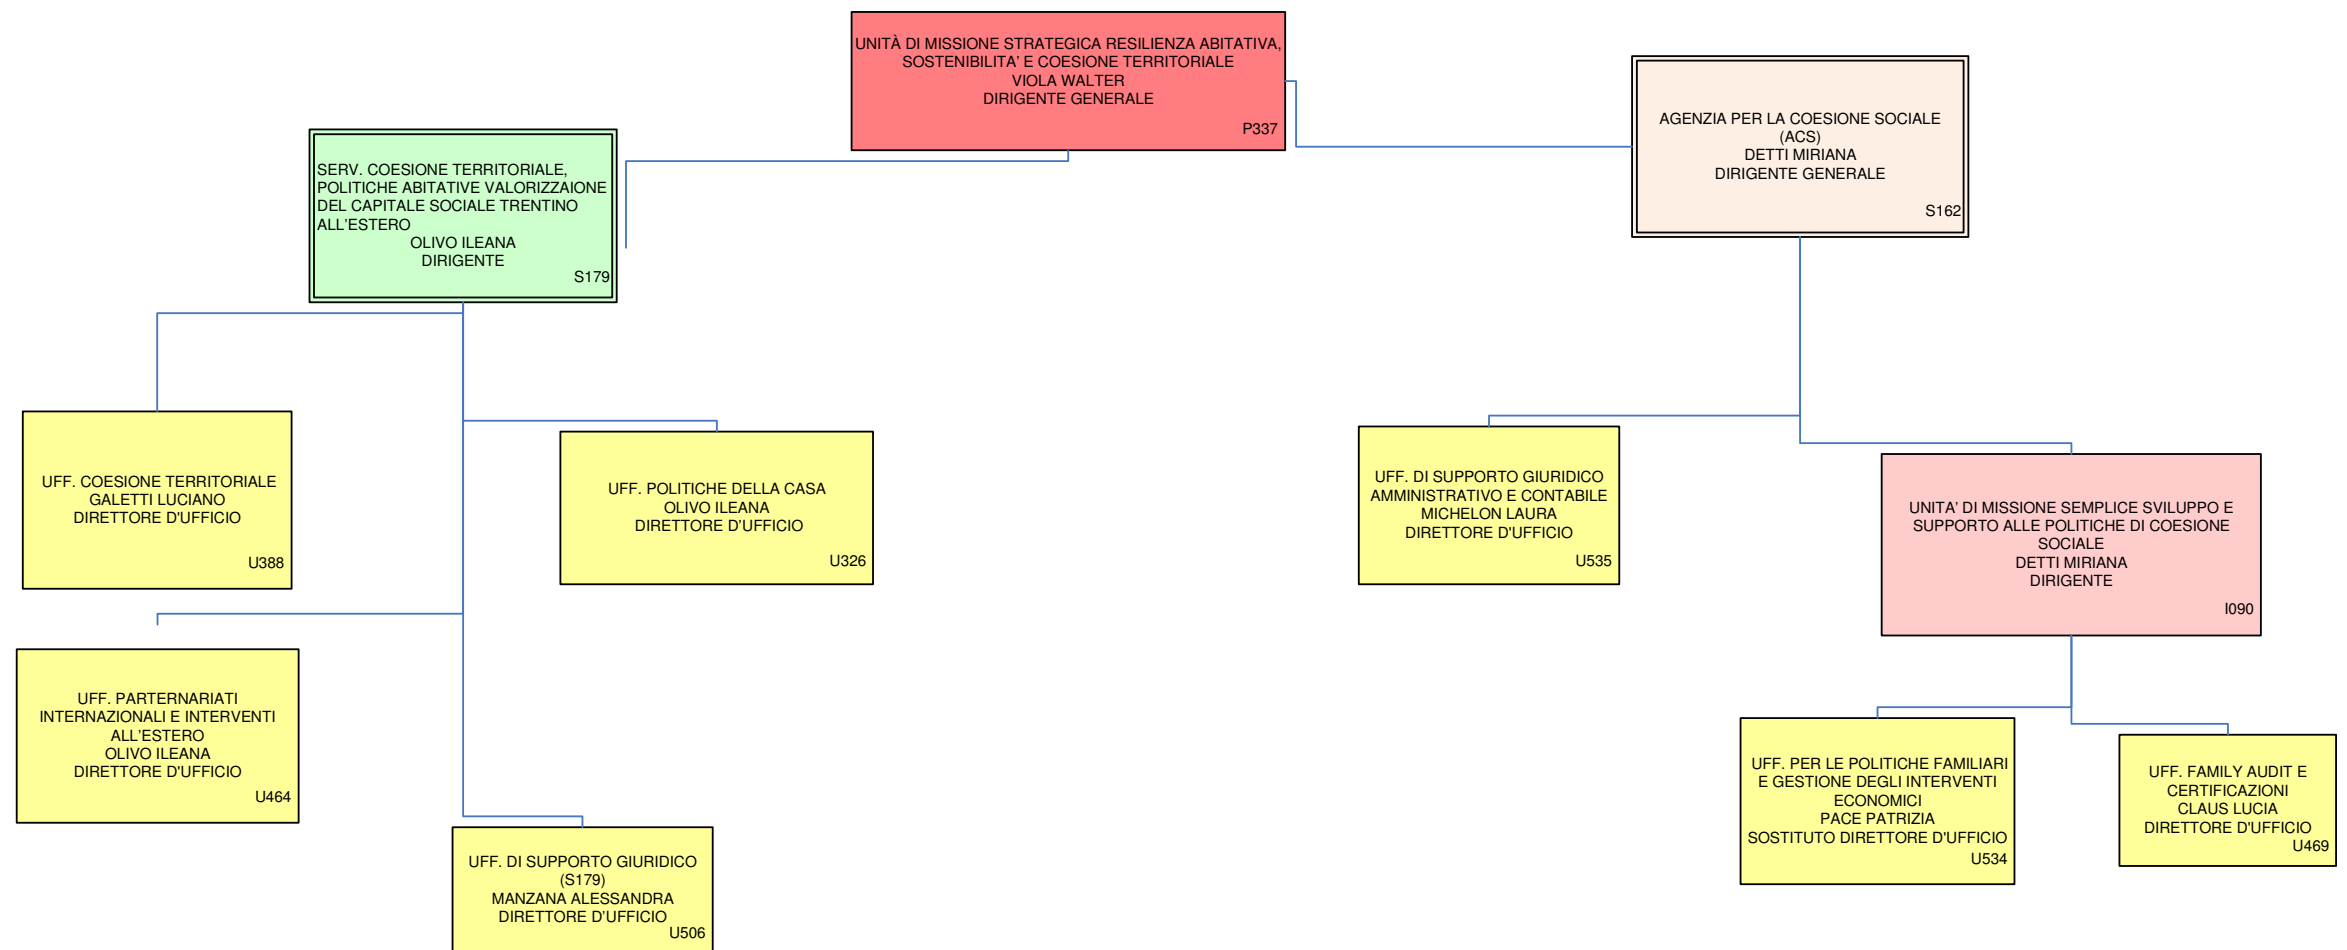 UNITÀ DI MISSIONE STRATEGICA RESILIENZA ABITATIVA,
SOSTENIBILITA' E COESIONE TERRITORIALE
VIOLA WALTER
DIRIGENTE GENERALE
P337
AGENZIA PER LA COESIONE SOCIALE
(ACS)
DETTI MIRIANA
DIRIGENTE GENERALE
S162
SERV. COESIONE TERRITORIALE,
POLITICHE ABITATIVE VALORIZZAIONE
DEL CAPITALE SOCIALE TRENTINO
ALL'ESTERO
OLIVO ILEANA
DIRIGENTE
S179
UFF. COESIONE TERRITORIALE
GALETTI LUCIANO
DIRETTORE D'UFFICIO
U388
UFF. POLITICHE DELLA CASA
OLIVO ILEANA
DIRETTORE D'UFFICIO
U326
UFF. DI SUPPORTO GIURIDICO
AMMINISTRATIVO E CONTABILE
MICHELON LAURA
DIRETTORE D'UFFICIO
U535
UNITA' DI MISSIONE SEMPLICE SVILUPPO E
SUPPORTO ALLE POLITICHE DI COESIONE
SOCIALE
DETTI MIRIANA
DIRIGENTE
I090
UFF. PARTERNARIATI
INTERNAZIONALI E INTERVENTI
ALL'ESTERO
OLIVO ILEANA
DIRETTORE D'UFFICIO
U464
UFF. DI SUPPORTO GIURIDICO
(S179)
MANZANA ALESSANDRA
DIRETTORE D'UFFICIO
U506
UFF. PER LE POLITICHE FAMILIARI
E GESTIONE DEGLI INTERVENTI
ECONOMICI
PACE PATRIZIA
SOSTITUTO DIRETTORE D'UFFICIO
U534
UFF. FAMILY AUDIT E
CERTIFICAZIONI
CLAUS LUCIA
DIRETTORE D'UFFICIO
U469